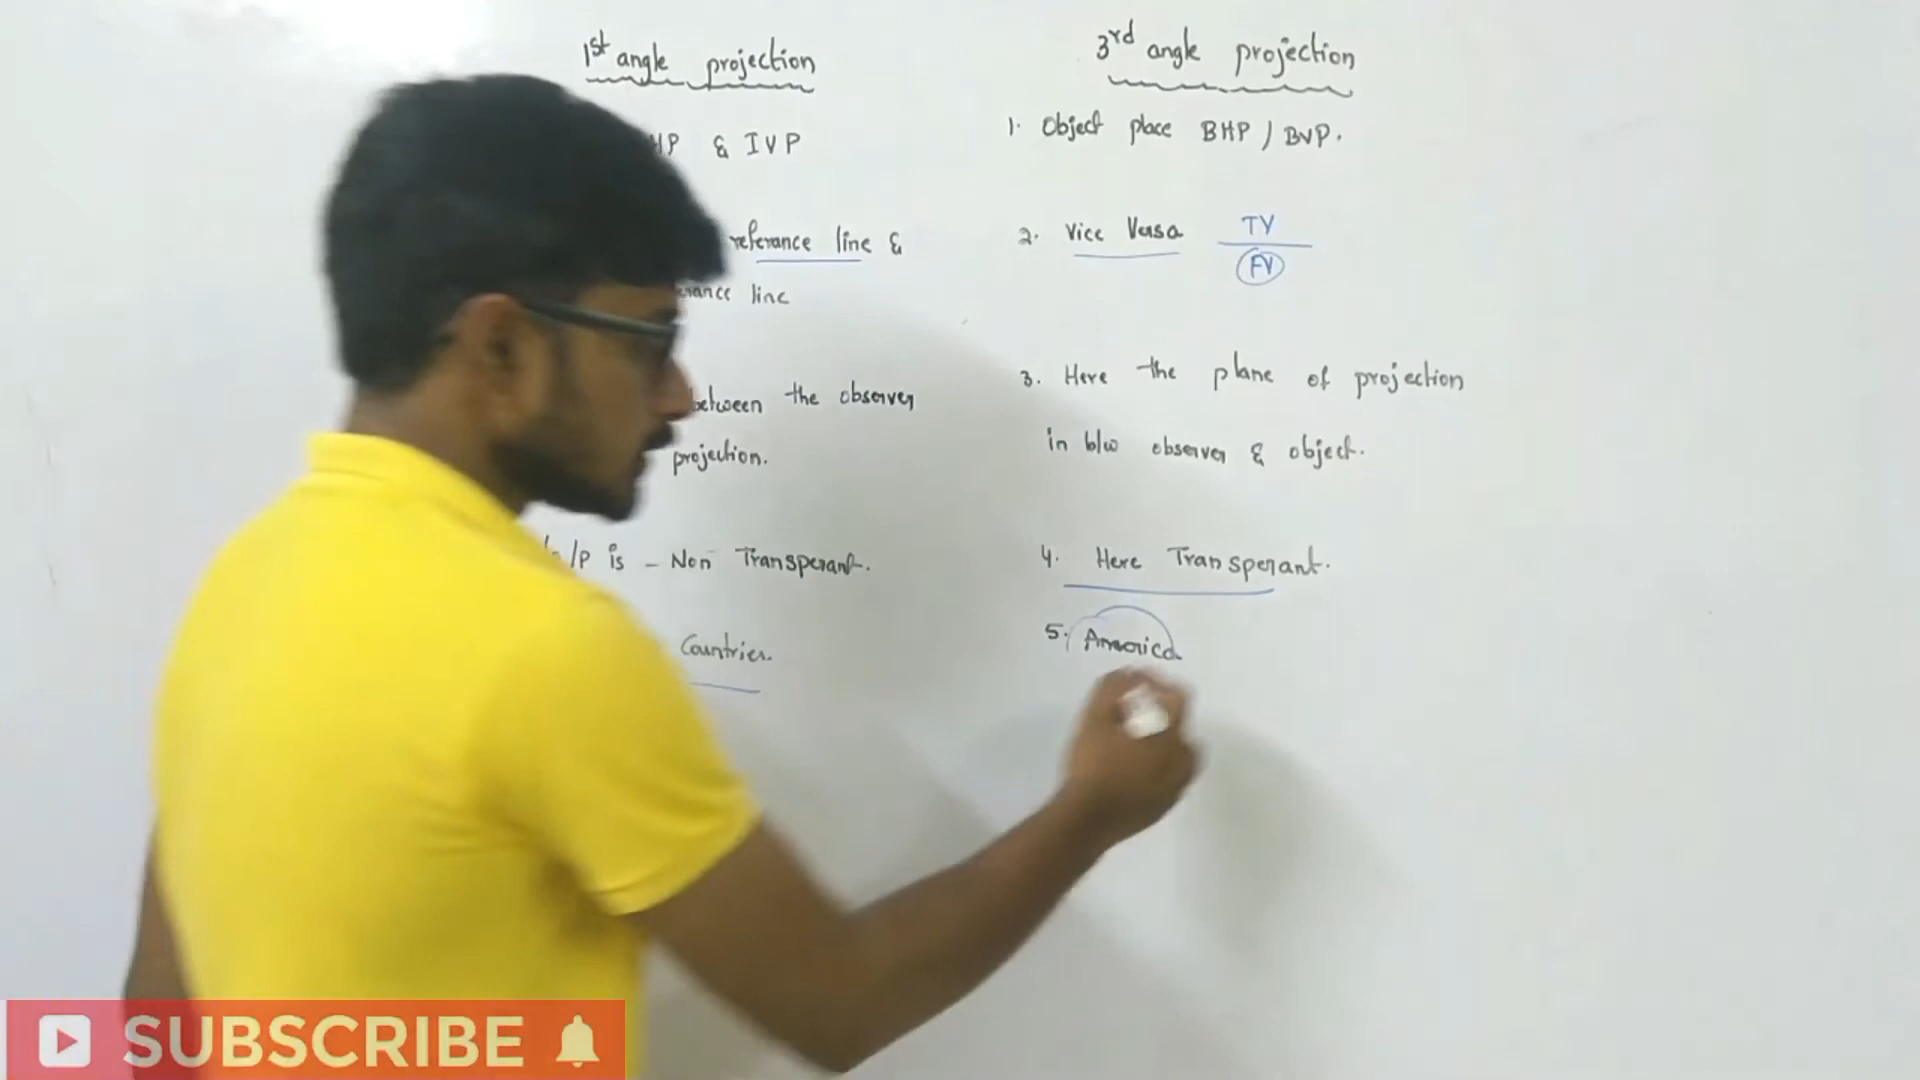 1st angle projection
HP & IVP
referance line &
line
between the observer
projection.
/P is - Non Transperant.
Countries.
3rd angle projection
1. Object place BHP / BVP.
2. Vice Versa TV
FV
3. Here the plane of projection
in b/w observer & object.
4. Here Transperant.
5. America
SUBSCRIBE